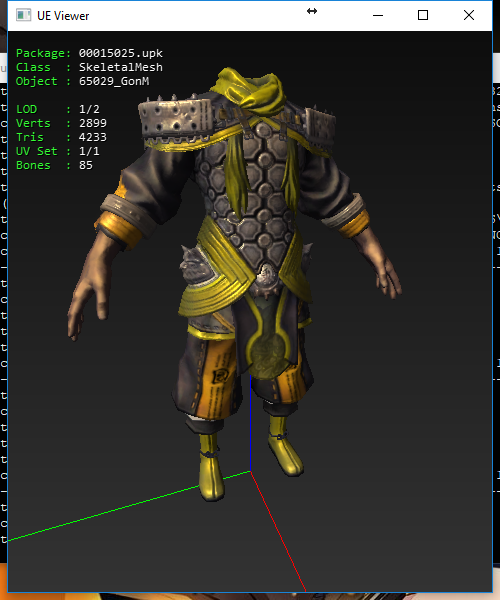 UE Viewer
Package: 00015025.upk
Class : SkeletalMesh
Object : 65029_GonM
LOD : 1/2
Verts : 2899
Tris : 4233
UV Set : 1/1
Bones : 85